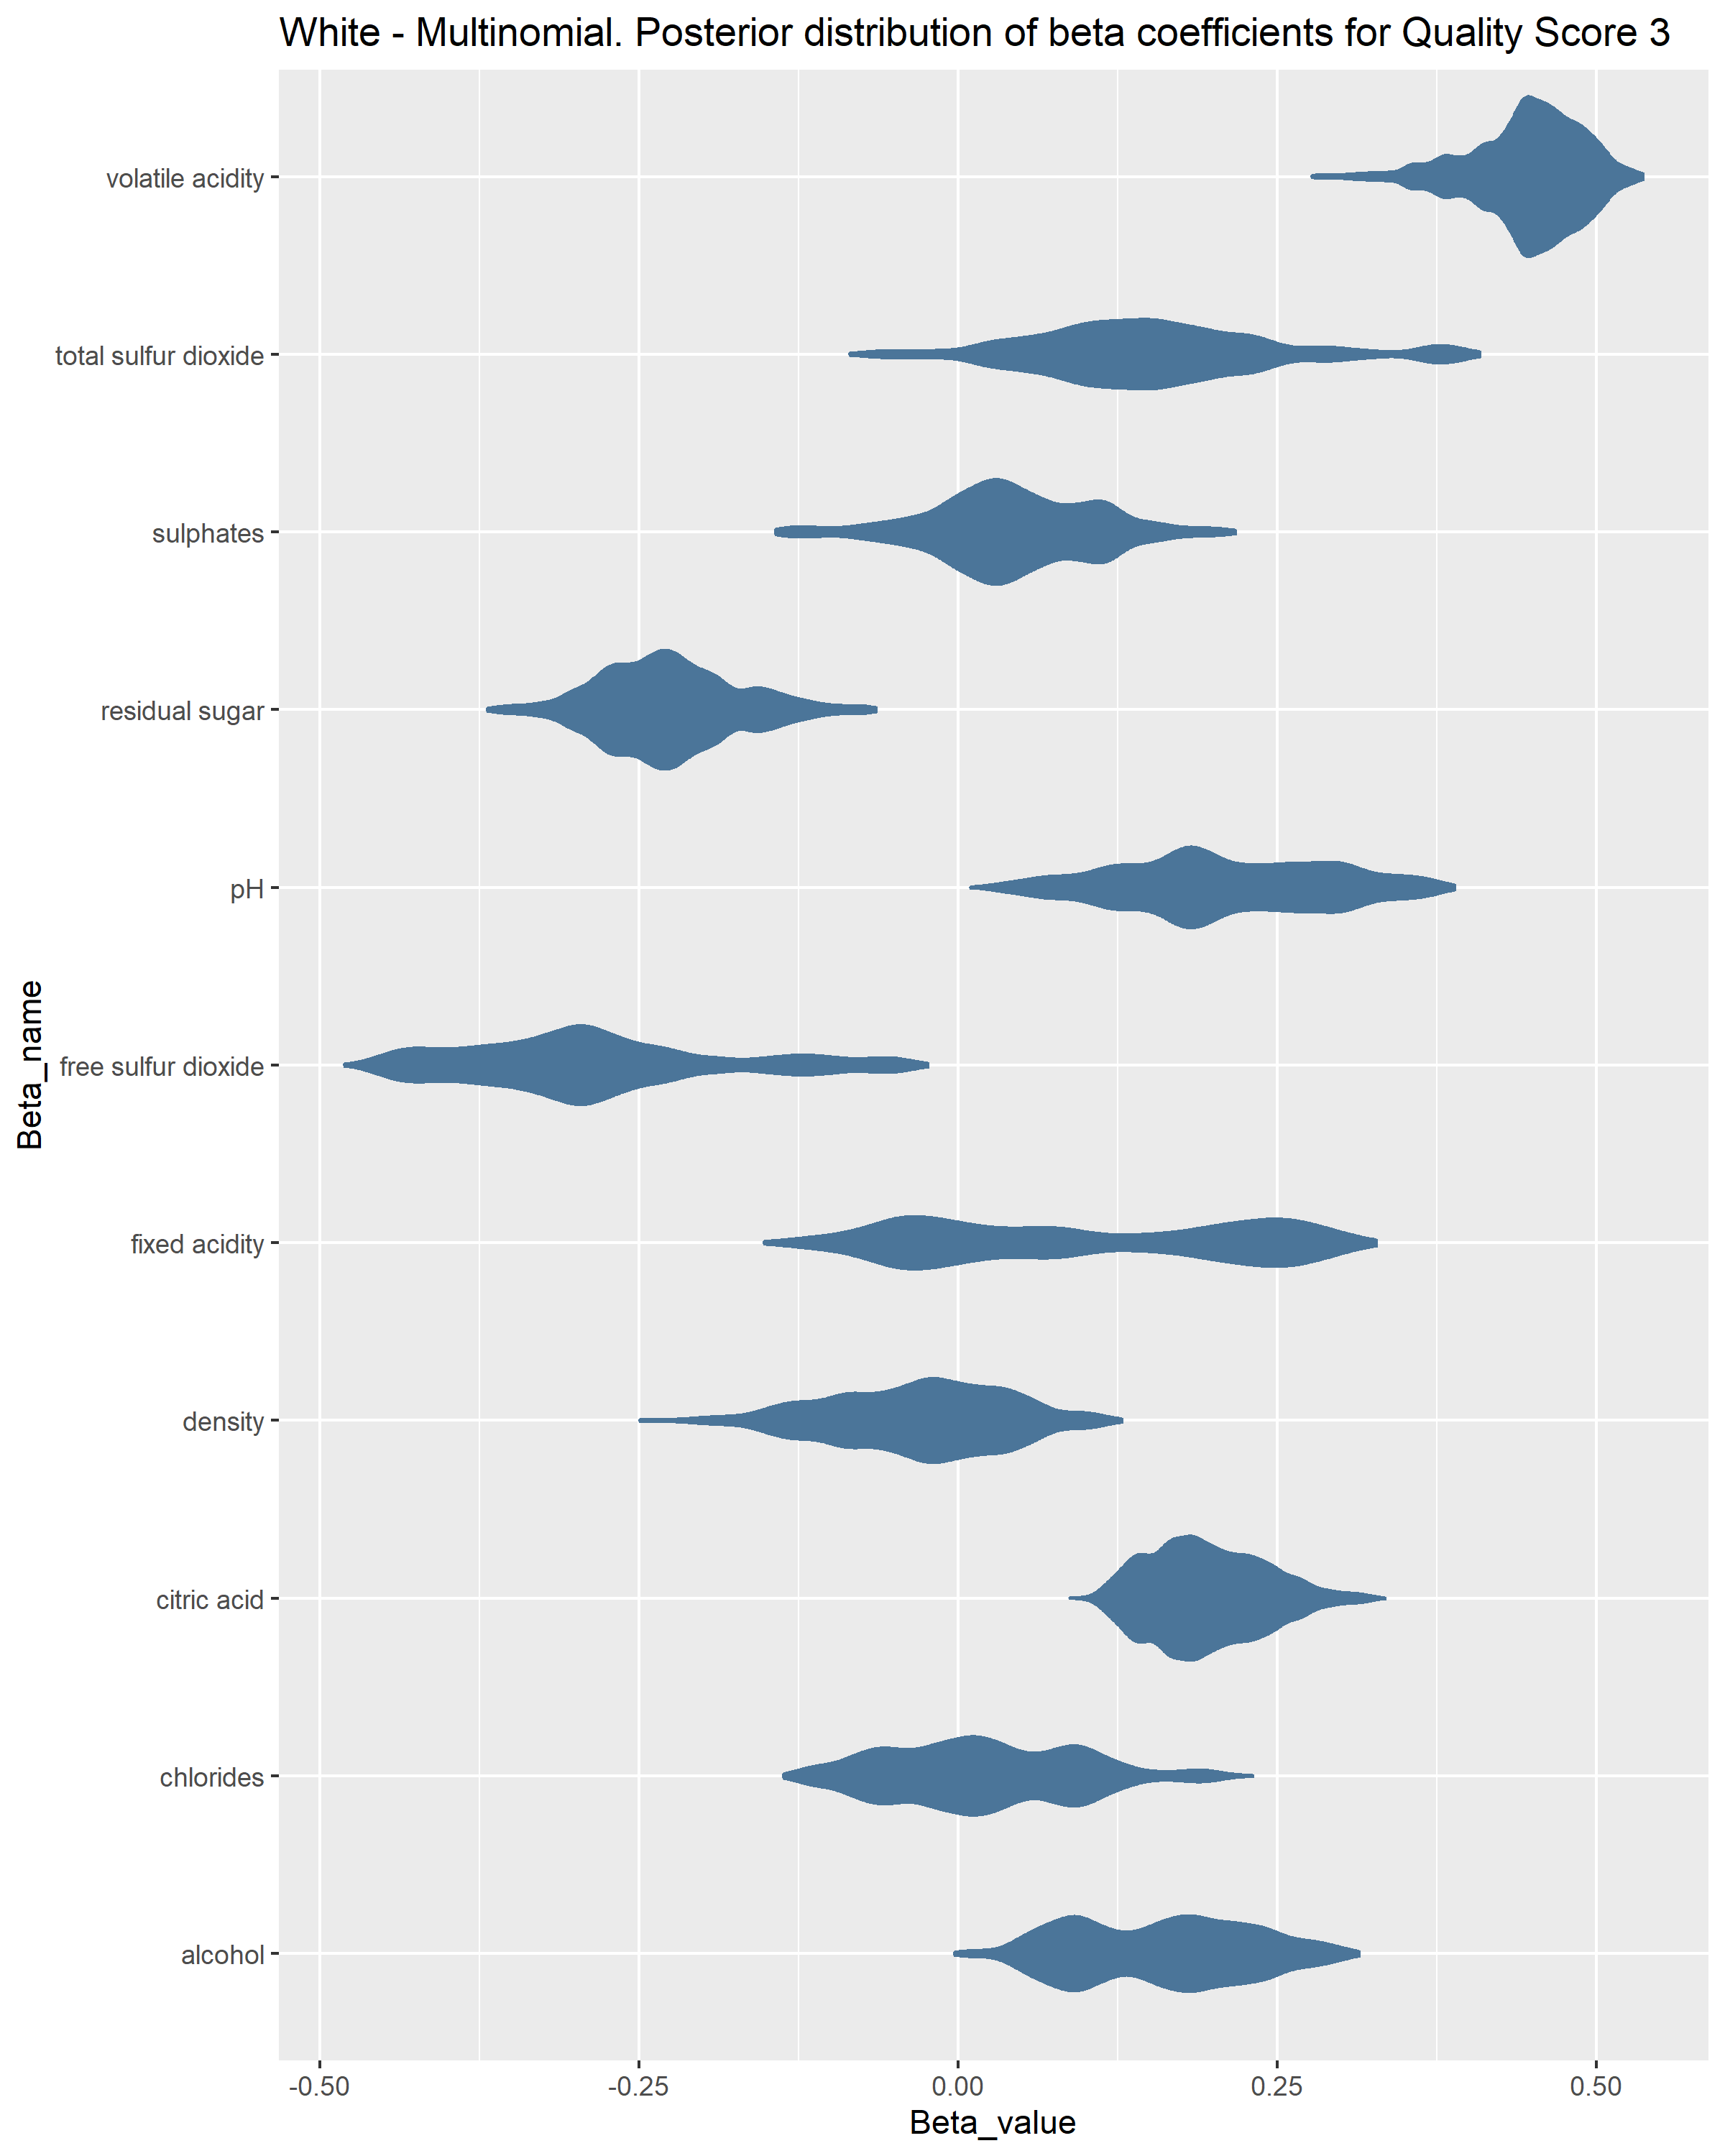 White - Multinomial. Posterior distribution of beta coefficients for Quality Score 3
volatile acidity
total sulfur dioxide
sulphates
residual sugar
pH
free sulfur dioxide
fixed acidity
density
citric acid
chlorides
alcohol
Beta_name
-0.50 -0.25 0.00 0.25 0.50
Beta_value